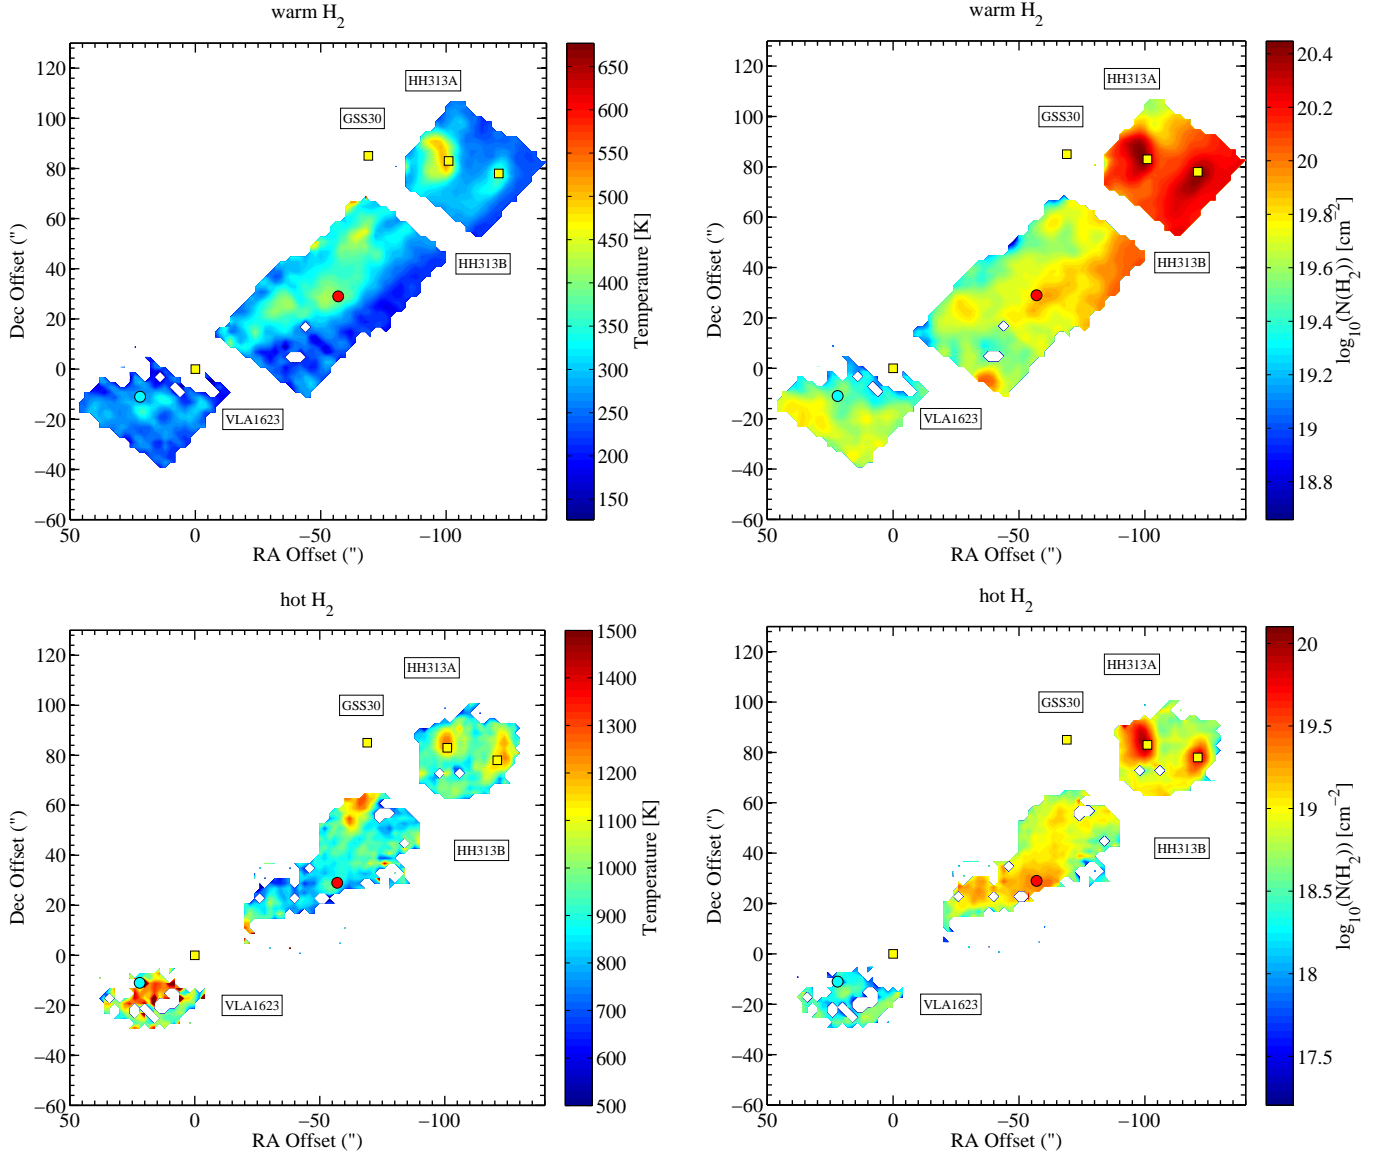 warm H2
120
100
80
60
40
20
0
−20
−40
−60
50
0
−50
−100
Dec Offset (")
RA Offset (")
HH313A
GSS30
HH313B
VLA1623
650
600
550
500
450
400
350
300
250
200
150
Temperature [K]
warm H2
120
100
80
60
40
20
0
−20
−40
−60
50
0
−50
−100
Dec Offset (")
RA Offset (")
HH313A
GSS30
HH313B
VLA1623
20.4
20.2
20
19.8
19.6
19.4
19.2
19
18.8
log10(N(H2)) [cm−2]
hot H2
120
100
80
60
40
20
0
−20
−40
−60
50
0
−50
−100
Dec Offset (")
RA Offset (")
HH313A
GSS30
HH313B
VLA1623
1500
1400
1300
1200
1100
1000
900
800
700
600
500
Temperature [K]
hot H2
120
100
80
60
40
20
0
−20
−40
−60
50
0
−50
−100
Dec Offset (")
RA Offset (")
HH313A
GSS30
HH313B
VLA1623
20
19.5
19
18.5
18
17.5
log10(N(H2)) [cm−2]